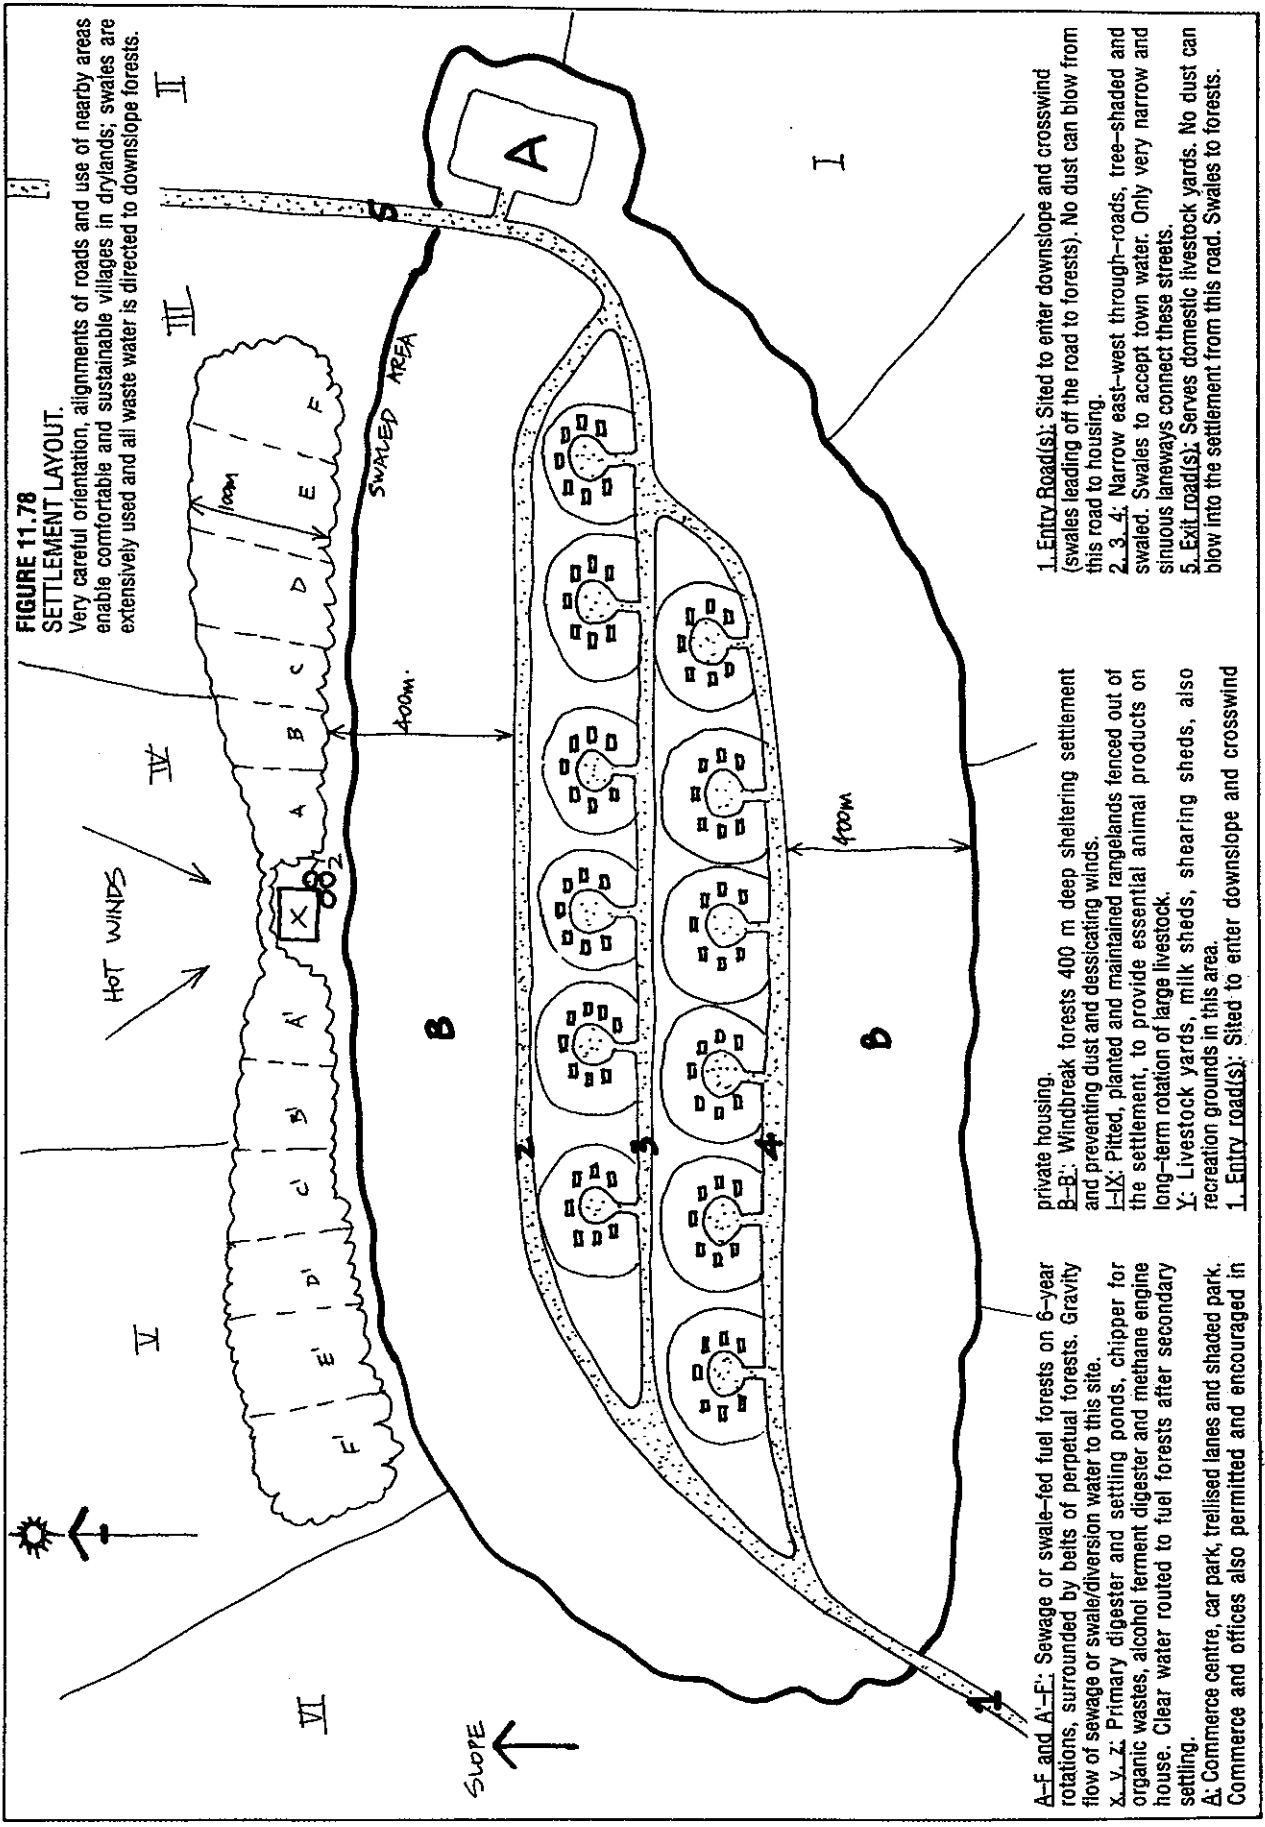 FIGURE 11.78
SETTLEMENT LAYOUT.
Very careful orientation, alignments of roads and use of nearby areas
enable comfortable and sustainable villages in drylands; swales are
extensively used and all waste water is directed to downslope forests.
II
III
IV
V
VI
I
HOT WINDS
SLOPE
F' E' D' C' B' A' X 2 A B C D E F
100m
SWALED AREA
400m.
400m
A
B
B
1
2
3
4
5
A–F and A'–F': Sewage or swale–fed fuel forests on 6–year
rotations, surrounded by belts of perpetual forests. Gravity
flow of sewage or swale/diversion water to this site.
x, y, z: Primary digester and settling ponds, chipper for
organic wastes, alcohol ferment digester and methane engine
house. Clear water routed to fuel forests after secondary
settling.
A: Commerce centre, car park, trellised lanes and shaded park.
Commerce and offices also permitted and encouraged in
private housing.
B–B': Windbreak forests 400 m deep sheltering settlement
and preventing dust and dessicating winds.
I–IX: Pitted, planted and maintained rangelands fenced out of
the settlement, to provide essential animal products on
long–term rotation of large livestock.
Y: Livestock yards, milk sheds, shearing sheds, also
recreation grounds in this area.
1. Entry road(s): Sited to enter downslope and crosswind
1. Entry Road(s): Sited to enter downslope and crosswind
(swales leading off the road to forests). No dust can blow from
this road to housing.
2, 3, 4: Narrow east–west through–roads, tree–shaded and
swaled. Swales to accept town water. Only very narrow and
sinuous laneways connect these streets.
5. Exit road(s): Serves domestic livestock yards. No dust can
blow into the settlement from this road. Swales to forests.